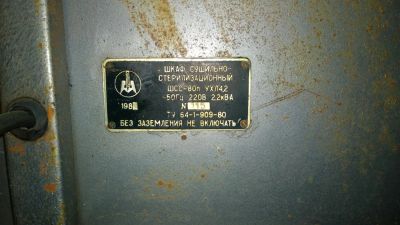 ШКАФ СУШИЛЬНО-
СТЕРИЛИЗАЦИОННЫЙ
ШСС-80п УХЛ4.2
~50Гц 220В 2,2кВА
198
N
ТУ 64-1-909-80
БЕЗ ЗАЗЕМЛЕНИЯ НЕ ВКЛЮЧАТЬ